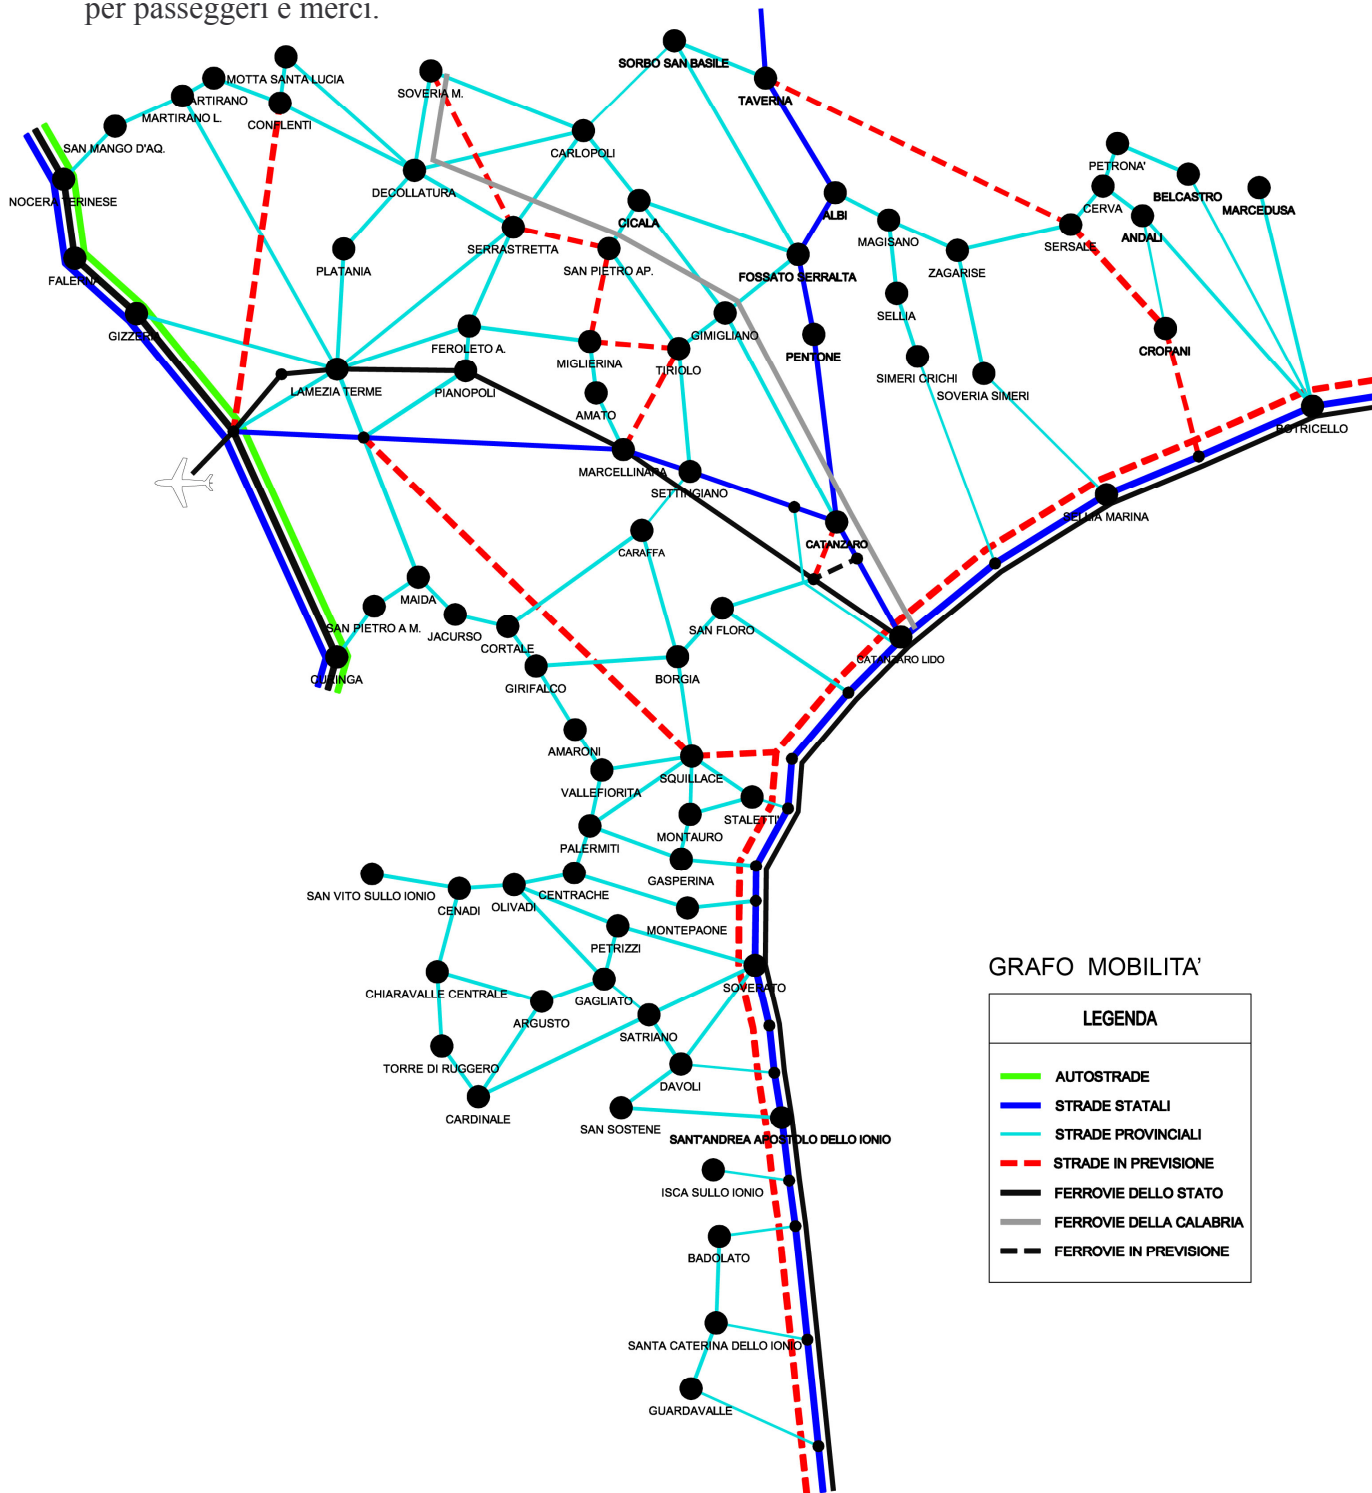 per passeggeri e merci.
SORBO SAN BASILE
MOTTA SANTA LUCIA
SOVERIA M.
TAVERNA
MARTIRANO
MARTIRANO L.
CONFLENTI
SAN MANGO D'AQ.
CARLOPOLI
PETRONA'
DECOLLATURA
BELCASTRO
NOCERA TERINESE
CERVA
MARCEDUSA
CICALA
ALBI
ANDALI
SERSALE
MAGISANO
SERRASTRETTA
PLATANIA
SAN PIETRO AP.
ZAGARISE
FOSSATO SERRALTA
FALERNA
SELLIA
GIZZERIA
GIMIGLIANO
FEROLETO A.
CROPANI
PENTONE
MIGLIERINA
TIRIOLO
SIMERI CRICHI
LAMEZIA TERME
PIANOPOLI
SOVERIA SIMERI
AMATO
BOTRICELLO
MARCELLINARA
SETTINGIANO
SELLIA MARINA
CATANZARO
CARAFFA
MAIDA
SAN PIETRO A M.
SAN FLORO
JACURSO
CORTALE
CATANZARO LIDO
CURINGA
BORGIA
GIRIFALCO
AMARONI
SQUILLACE
VALLEFIORITA
STALETTI'
MONTAURO
PALERMITI
GASPERINA
SAN VITO SULLO IONIO
CENTRACHE
OLIVADI
CENADI
MONTEPAONE
PETRIZZI
GRAFO MOBILITA'
SOVERATO
CHIARAVALLE CENTRALE
GAGLIATO
ARGUSTO
LEGENDA
SATRIANO
TORRE DI RUGGERO
AUTOSTRADE
DAVOLI
STRADE STATALI
CARDINALE
SAN SOSTENE
STRADE PROVINCIALI
SANT'ANDREA APOSTOLO DELLO IONIO
STRADE IN PREVISIONE
ISCA SULLO IONIO
FERROVIE DELLO STATO
FERROVIE DELLA CALABRIA
FERROVIE IN PREVISIONE
BADOLATO
SANTA CATERINA DELLO IONIO
GUARDAVALLE